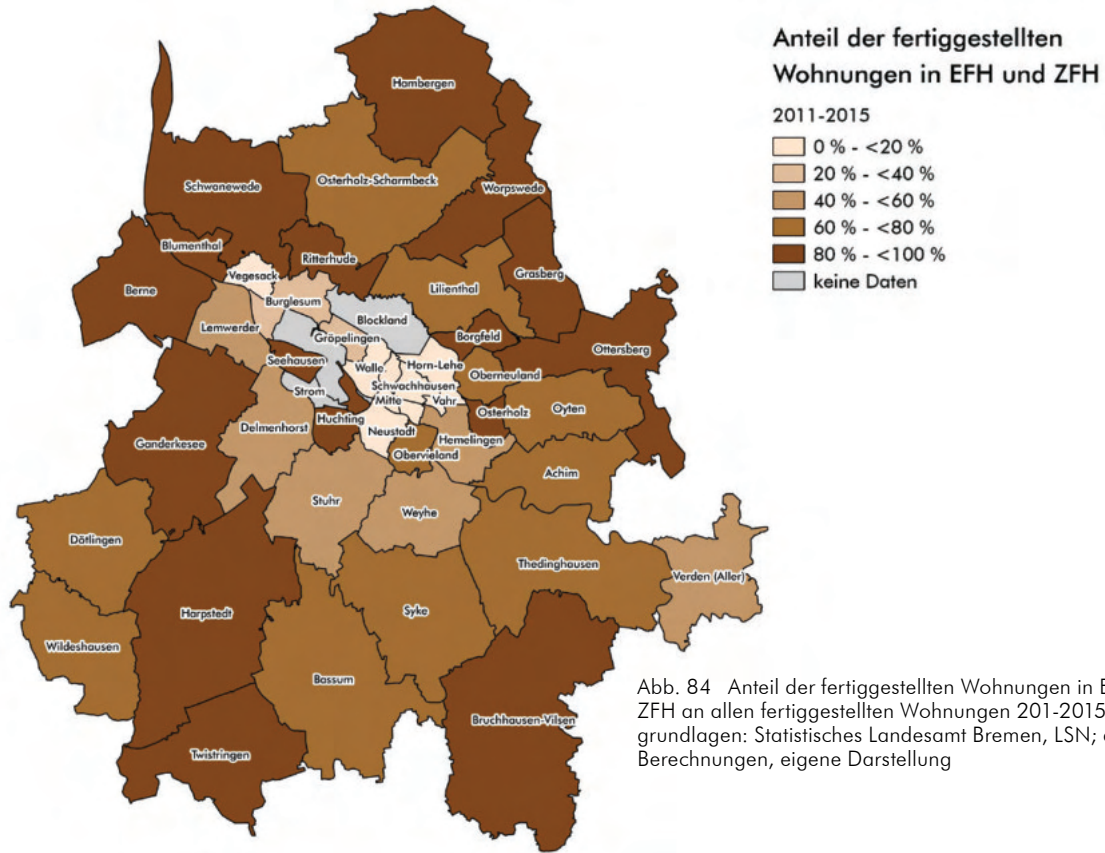 Anteil der fertiggestellten
Wohnungen in EFH und ZFH
2011-2015
0 % - <20 %
20 % - <40 %
40 % - <60 %
60 % - <80 %
80 % - <100 %
keine Daten
Hambergen
Schwanewede
Osterholz-Scharmbeck
Worpswede
Blumenthal
Ritterhude
Vegesack
Grasberg
Berne
Lilienthal
Burglesum
Blockland
Lemwerder
Gröpelingen
Borgfeld
Ottersberg
Seehausen
Walle
Horn-Lehe
Oberneuland
Schwachhausen
Strom
Mitte
Vahr
Oyten
Huchting
Osterholz
Delmenhorst
Neustadt
Hemelingen
Ganderkesee
Obervieland
Achim
Stuhr
Weyhe
Dötlingen
Thedinghausen
Verden (Aller)
Harpstedt
Syke
Wildeshausen
Bassum
Bruchhausen-Vilsen
Twistringen
Abb. 84 Anteil der fertiggestellten Wohnungen in
ZFH an allen fertiggestellten Wohnungen 201-2015
grundlagen: Statistisches Landesamt Bremen, LSN;
Berechnungen, eigene Darstellung